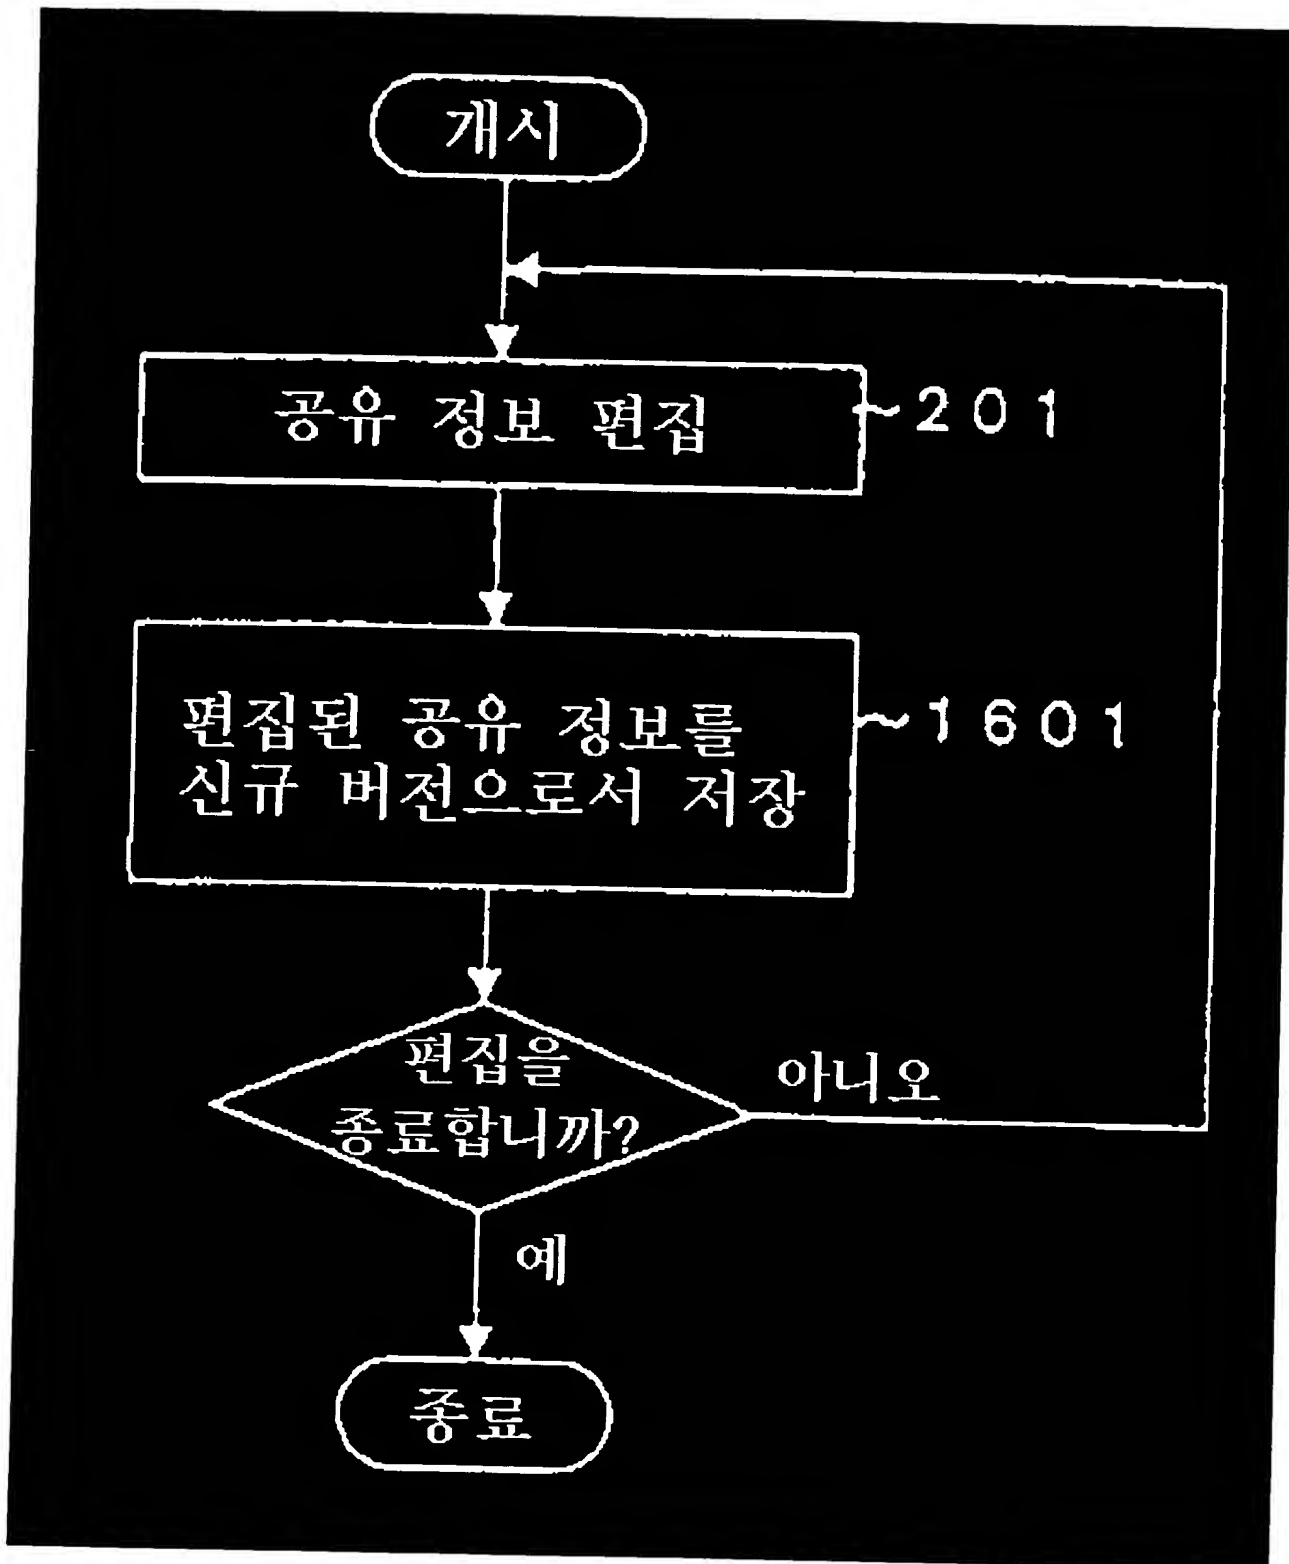 개시
공유 정보 편집
201
편집된 공유 정보를
신규 버전으로서 저장
1601
편집을
종료합니까?
아니오
예
종료